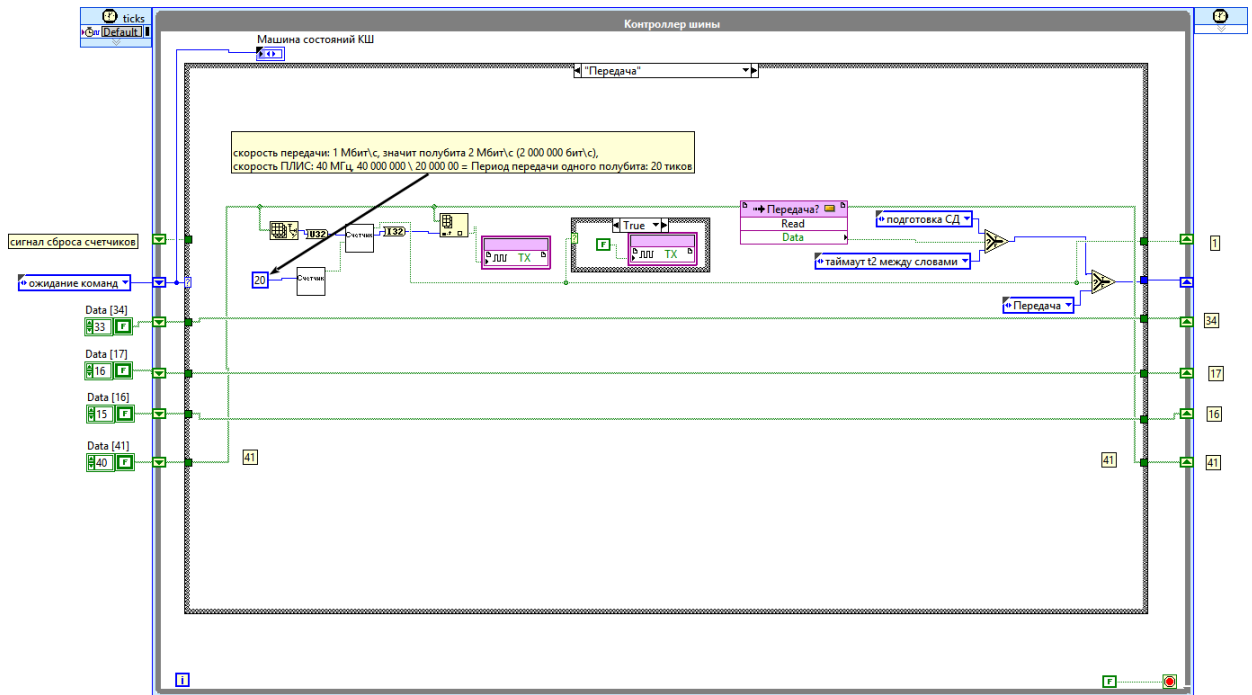 ticks
Default
Контроллер шины
Машина состояний КШ
"Передача"
скорость передачи: 1 Мбит\с, значит полубита 2 Мбит\с (2 000 000 бит\с),
скорость ПЛИС: 40 МГц, 40 000 000 \ 20 000 00 = Период передачи одного полубита: 20 тиков
Передача?
Read
Data
подготовка СД
True
U32
Счетчик
I32
F
TX
TX
сигнал сброса счетчиков
1
таймаут t2 между словами
20
Счетчик
ожидание команд
Передача
Data [34]
33 F
34
Data [17]
16 F
17
Data [16]
15 F
16
Data [41]
40 F
41
41
41
i
F